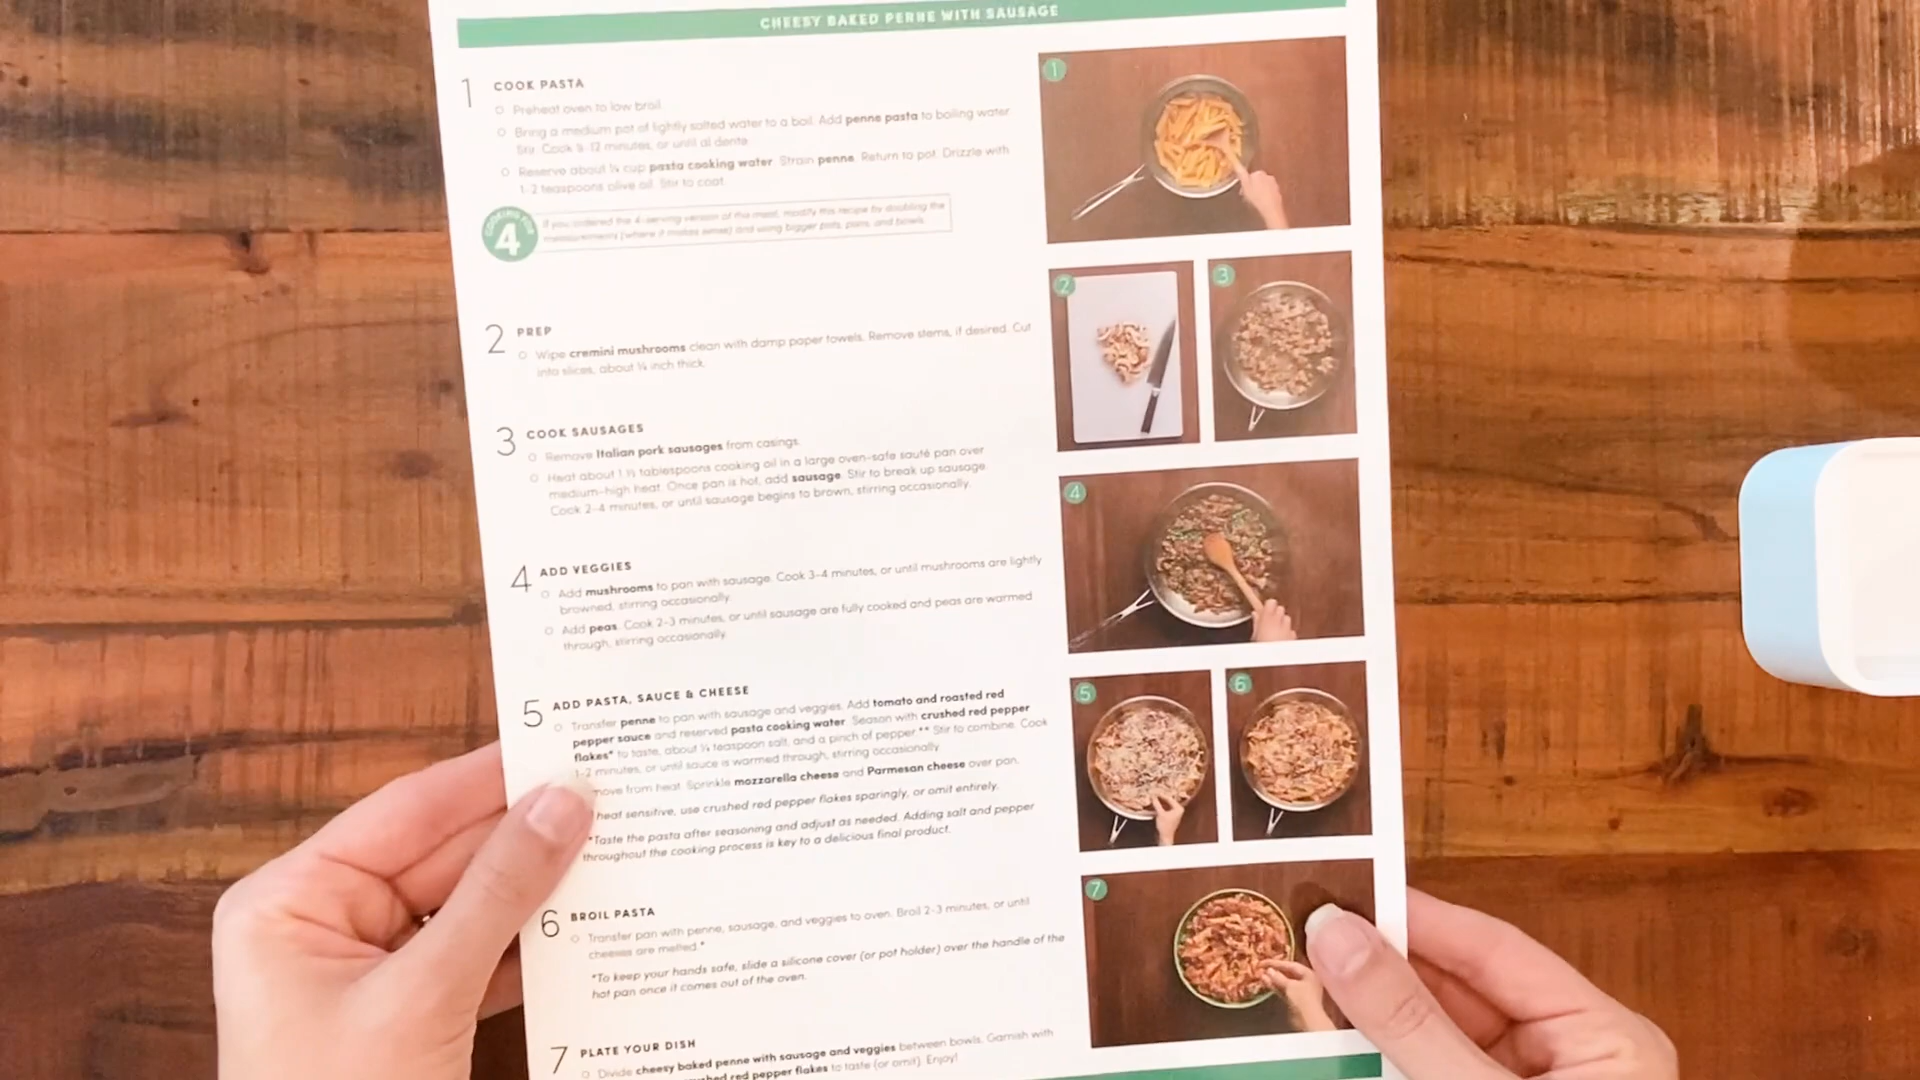 CHEESY BAKED PENNE WITH SAUSAGE
1 COOK PASTA
Preheat oven to low broil.
Bring a medium pot of lightly salted water to a boil. Add penne pasta to boiling water.
Stir. Cook 9-12 minutes, or until al dente.
Reserve about ¼ cup pasta cooking water. Strain penne. Return to pot. Drizzle with
1-2 teaspoons olive oil. Stir to coat.
COOKING FOR
4
If you ordered the 4-serving version of this meal, modify this recipe by doubling the
measurements (where it makes sense) and using bigger pots, pans, and bowls.
2 PREP
Wipe cremini mushrooms clean with damp paper towels. Remove stems, if desired. Cut
into slices, about ¼ inch thick.
3 COOK SAUSAGES
Remove Italian pork sausages from casings.
Heat about 1 ½ tablespoons cooking oil in a large oven-safe sauté pan over
medium-high heat. Once pan is hot, add sausage. Stir to break up sausage.
Cook 2-4 minutes, or until sausage begins to brown, stirring occasionally.
4 ADD VEGGIES
Add mushrooms to pan with sausage. Cook 3-4 minutes, or until mushrooms are lightly
browned, stirring occasionally.
Add peas. Cook 2-3 minutes, or until sausage are fully cooked and peas are warmed
through, stirring occasionally.
5 ADD PASTA, SAUCE & CHEESE
Transfer penne to pan with sausage and veggies. Add tomato and roasted red
pepper sauce and reserved pasta cooking water. Season with crushed red pepper
flakes* to taste, about ¼ teaspoon salt, and a pinch of pepper.** Stir to combine. Cook
1-2 minutes, or until sauce is warmed through, stirring occasionally.
move from heat. Sprinkle mozzarella cheese and Parmesan cheese over pan.
heat sensitive, use crushed red pepper flakes sparingly, or omit entirely.
*Taste the pasta after seasoning and adjust as needed. Adding salt and pepper
throughout the cooking process is key to a delicious final product.
6 BROIL PASTA
Transfer pan with penne, sausage, and veggies to oven. Broil 2-3 minutes, or until
cheeses are melted.*
*To keep your hands safe, slide a silicone cover (or pot holder) over the handle of the
hot pan once it comes out of the oven.
7 PLATE YOUR DISH
Divide cheesy baked penne with sausage and veggies between bowls. Garnish with
shed red pepper flakes to taste (or omit). Enjoy!
1
2
3
4
5
6
7